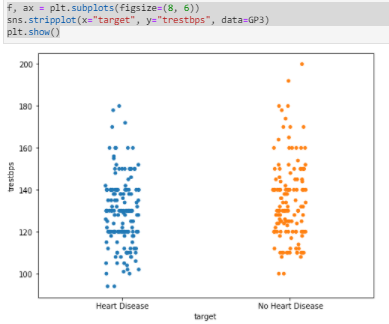 f, ax = plt.subplots(figsize=(8, 6))
sns.stripplot(x="target", y="trestbps", data=GP3)
plt.show()
200
180
160
140
120
100
trestbps
Heart Disease No Heart Disease
target